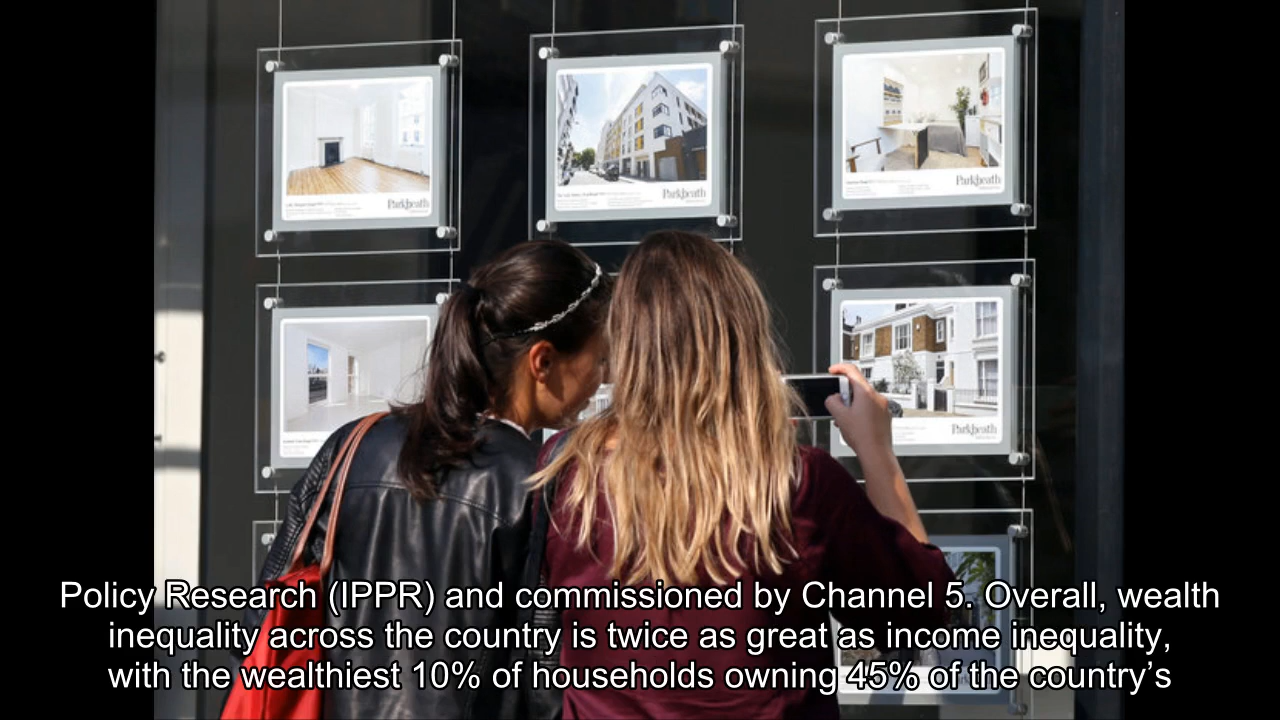 Parkheath
Parkheath
Parkheath
Parkheath
Policy Research (IPPR) and commissioned by Channel 5. Overall, wealth
inequality across the country is twice as great as income inequality,
with the wealthiest 10% of households owning 45% of the country’s